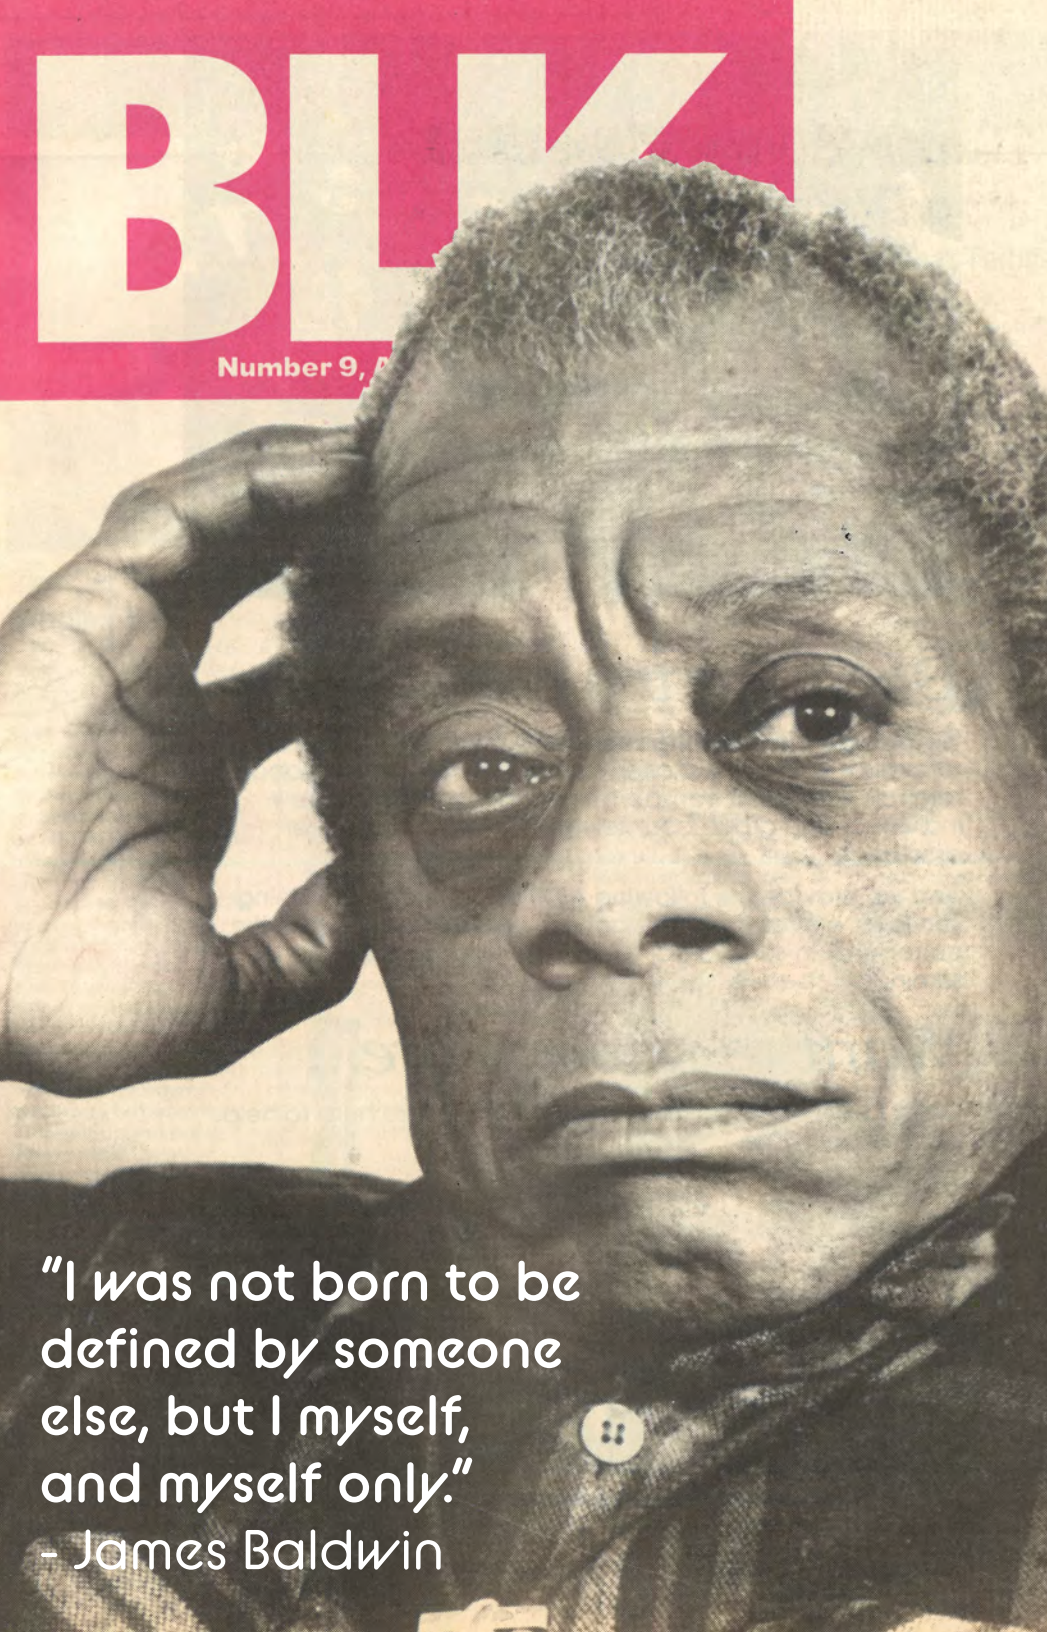 BLK
Number 9,
“I was not born to be
defined by someone
else, but I myself,
and myself only.”
- James Baldwin